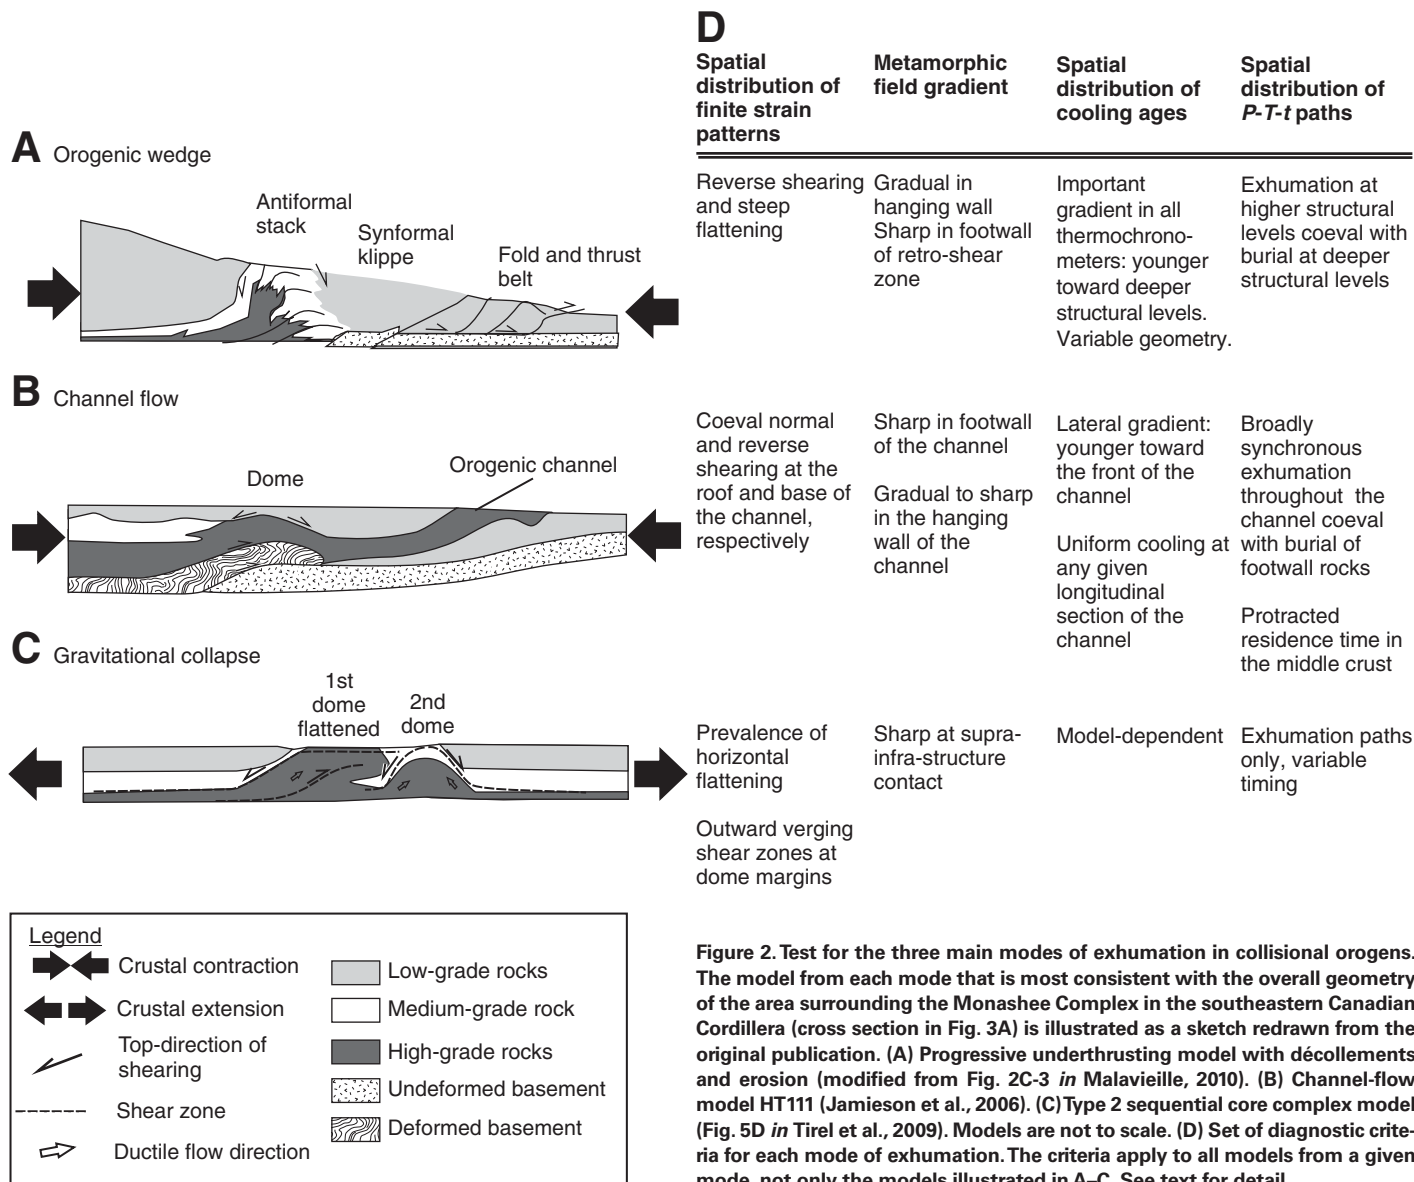 A Orogenic wedge
Antiformal
stack
Synformal
klippe
Fold and thrust
belt
B Channel flow
Dome
Orogenic channel
C Gravitational collapse
1st
dome
flattened
2nd
dome
Legend
Crustal contraction
Crustal extension
Top-direction of
shearing
Shear zone
Ductile flow direction
Low-grade rocks
Medium-grade rock
High-grade rocks
Undeformed basement
Deformed basement
D
Spatial
distribution of
finite strain
patterns
Metamorphic
field gradient
Spatial
distribution of
cooling ages
Spatial
distribution of
P-T-t paths
Reverse shearing
and steep
flattening
Gradual in
hanging wall
Sharp in footwall
of retro-shear
zone
Important
gradient in all
thermochrono-
meters: younger
toward deeper
structural levels.
Variable geometry.
Exhumation at
higher structural
levels coeval with
burial at deeper
structural levels
Coeval normal
and reverse
shearing at the
roof and base of
the channel,
respectively
Sharp in footwall
of the channel
Gradual to sharp
in the hanging
wall of the
channel
Lateral gradient:
younger toward
the front of the
channel
Uniform cooling at
any given
longitudinal
section of the
channel
Broadly
synchronous
exhumation
throughout the
channel coeval
with burial of
footwall rocks
Protracted
residence time in
the middle crust
Prevalence of
horizontal
flattening
Outward verging
shear zones at
dome margins
Sharp at supra-
infra-structure
contact
Model-dependent
Exhumation paths
only, variable
timing
Figure 2. Test for the three main modes of exhumation in collisional orogens.
The model from each mode that is most consistent with the overall geometry
of the area surrounding the Monashee Complex in the southeastern Canadian
Cordillera (cross section in Fig. 3A) is illustrated as a sketch redrawn from the
original publication. (A) Progressive underthrusting model with décollements
and erosion (modified from Fig. 2C-3 in Malavieille, 2010). (B) Channel-flow
model HT111 (Jamieson et al., 2006). (C) Type 2 sequential core complex model
(Fig. 5D in Tirel et al., 2009). Models are not to scale. (D) Set of diagnostic crite-
ria for each mode of exhumation. The criteria apply to all models from a given
mode, not only the models illustrated in A–C. See text for detail.